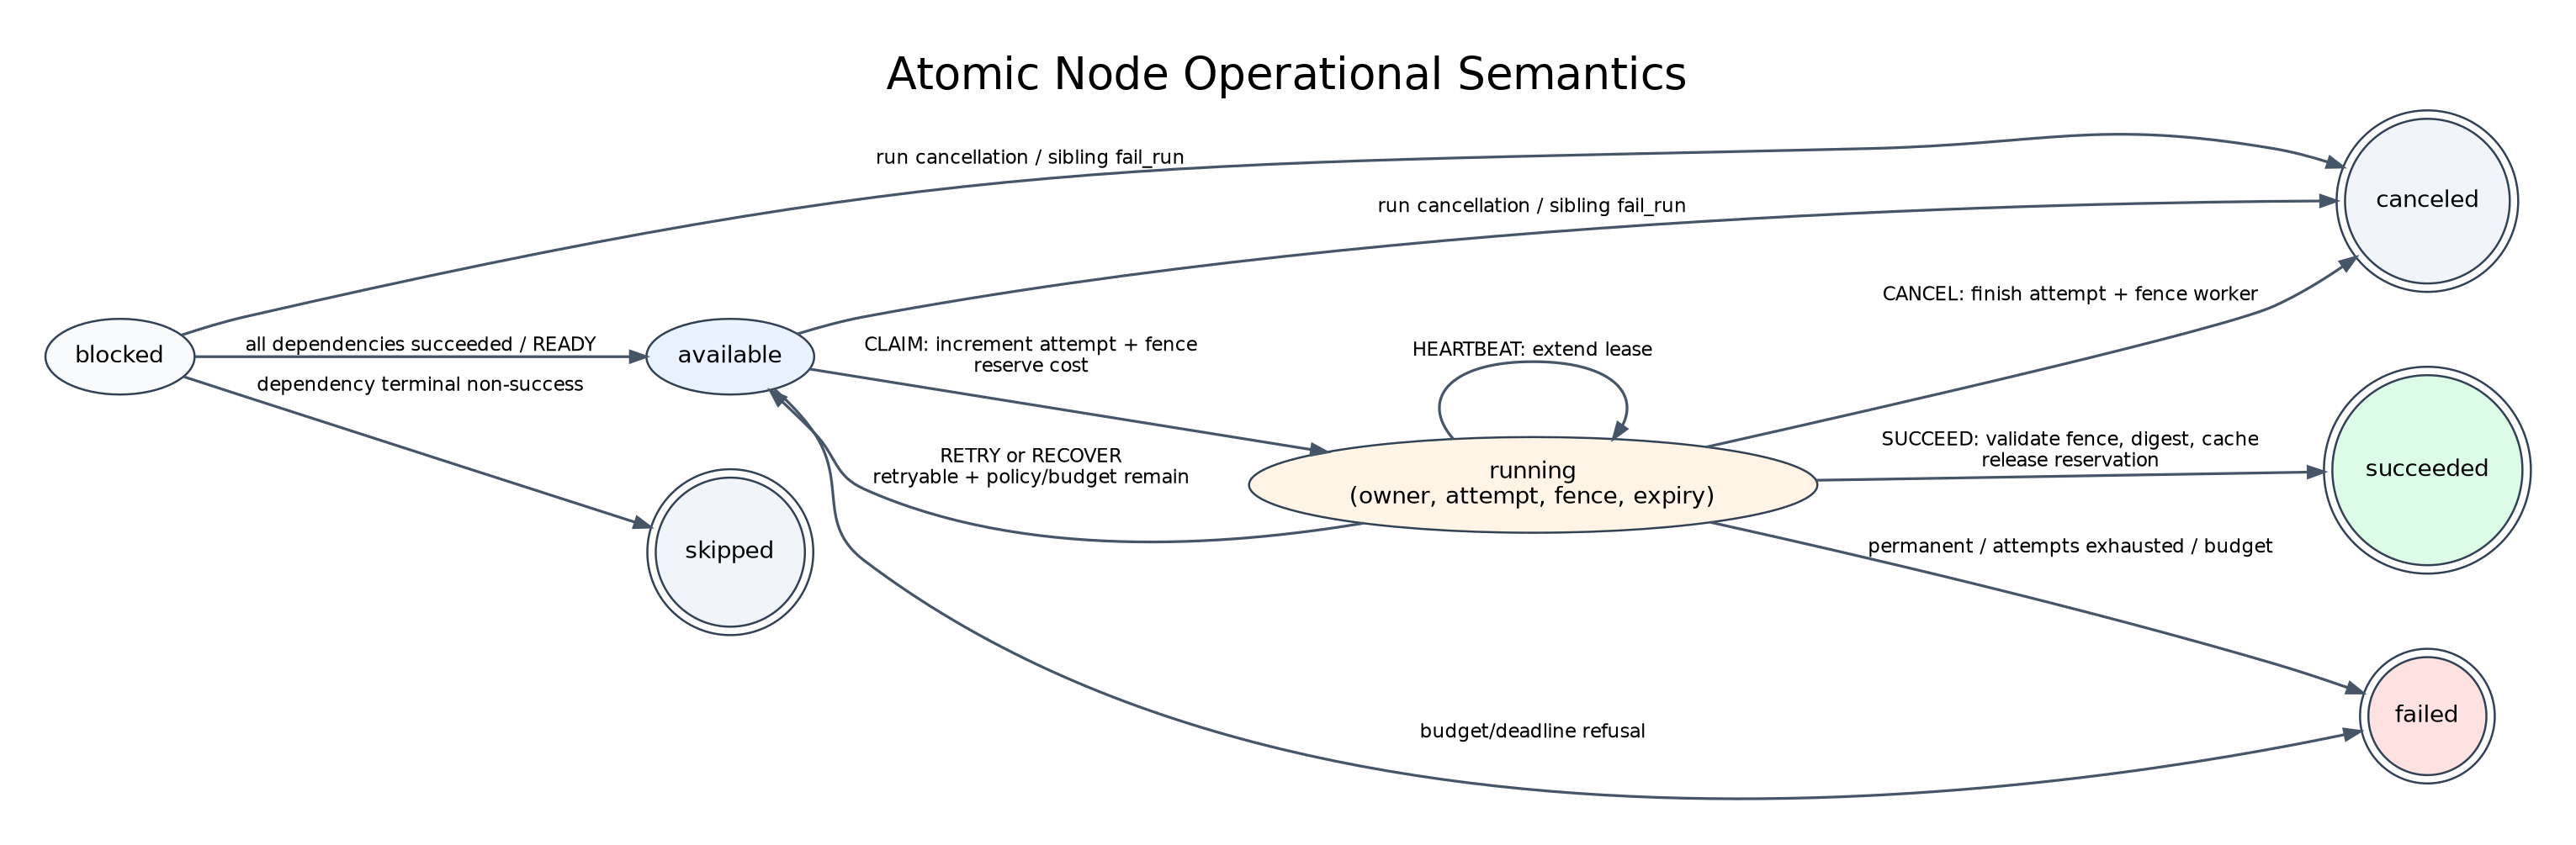 Atomic Node Operational Semantics
run cancellation / sibling fail_run
run cancellation / sibling fail_run
canceled
CANCEL: finish attempt + fence worker
blocked
all dependencies succeeded / READY
dependency terminal non-success
available
CLAIM: increment attempt + fence
reserve cost
HEARTBEAT: extend lease
RETRY or RECOVER
retryable + policy/budget remain
running
(owner, attempt, fence, expiry)
SUCCEED: validate fence, digest, cache
release reservation
succeeded
skipped
permanent / attempts exhausted / budget
budget/deadline refusal
failed